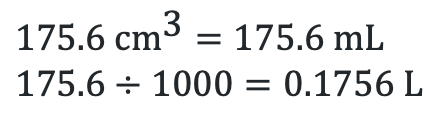 175.6 cm³ = 175.6 mL
175.6 ÷ 1000 = 0.1756 L